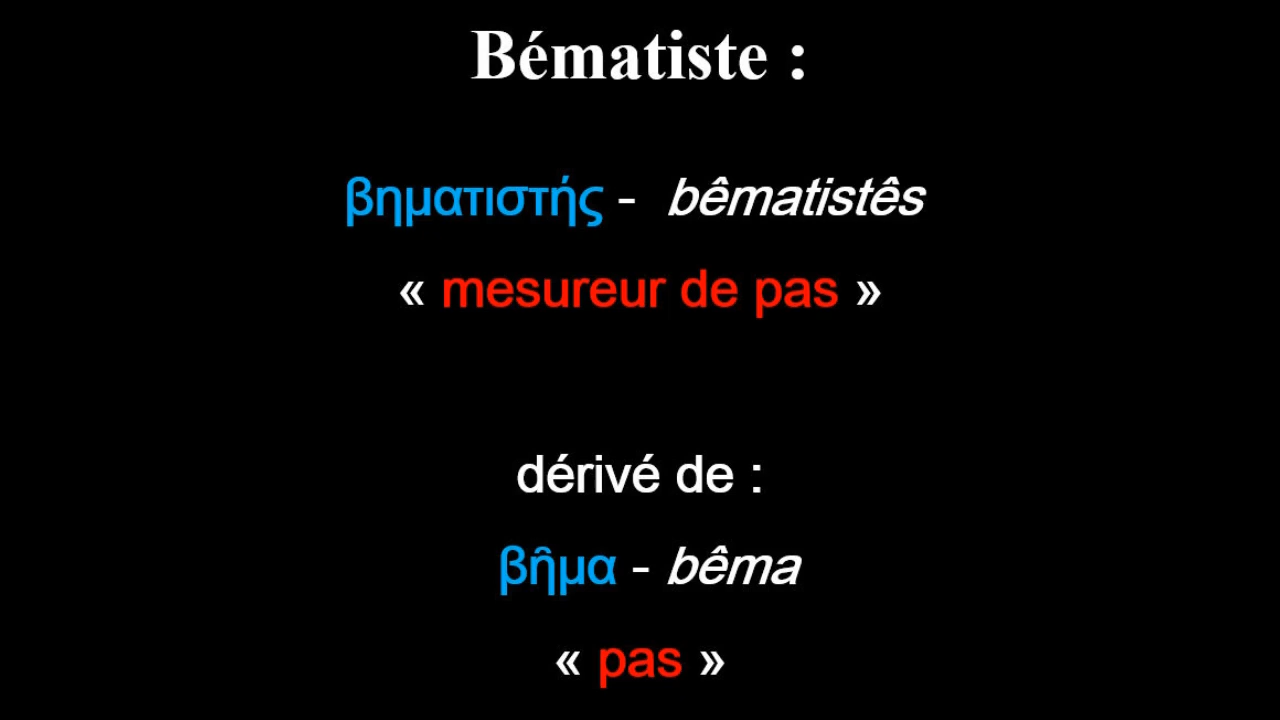 Bématiste :
βηματιστής - bêmatistês
« mesureur de pas »
dérivé de :
βῆμα - bêma
« pas »